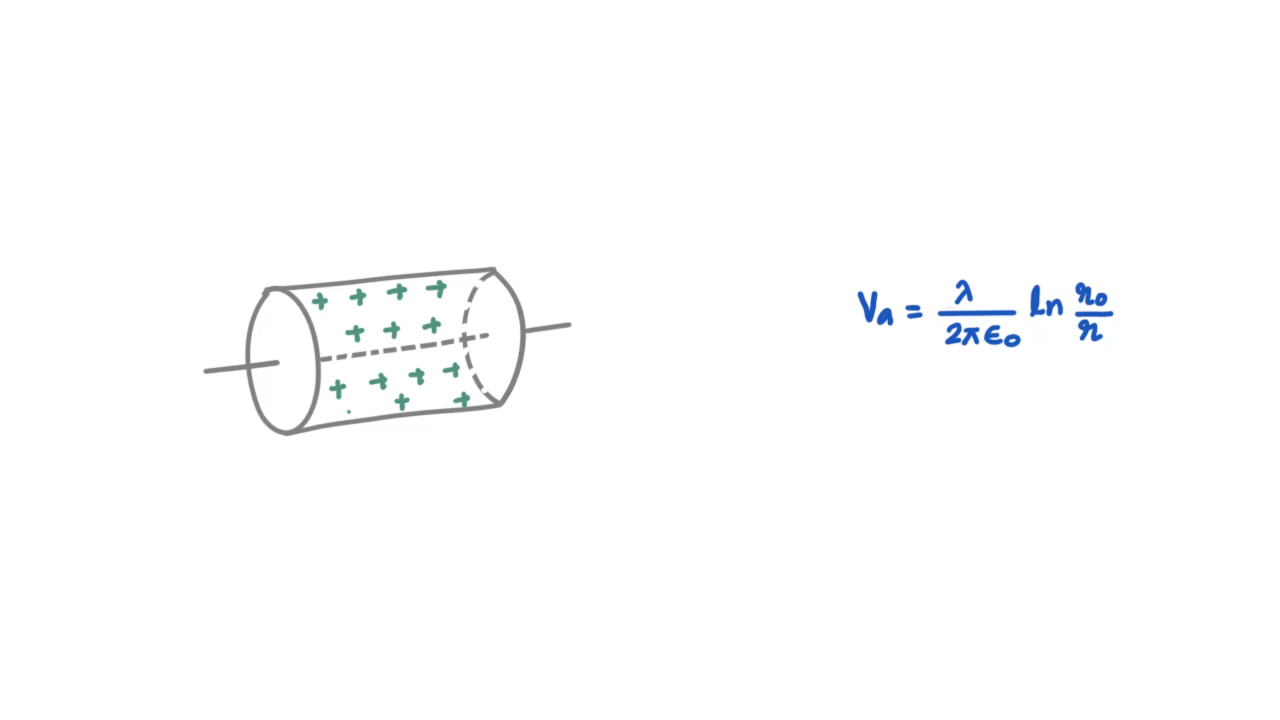 Va = λ/2πϵ₀ ln r₀/r